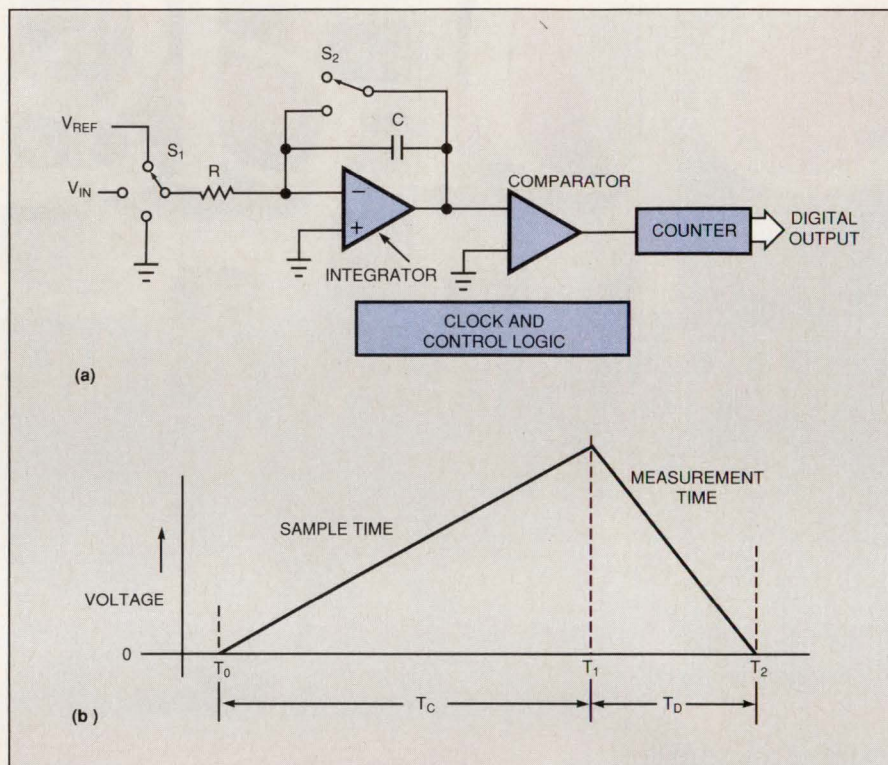 S2
C
VREF
S1
R
VIN
−
+
COMPARATOR
COUNTER
DIGITAL
OUTPUT
INTEGRATOR
CLOCK AND
CONTROL LOGIC
(a)
MEASUREMENT
TIME
SAMPLE TIME
VOLTAGE
0
T0
T1
T2
TC
TD
(b )